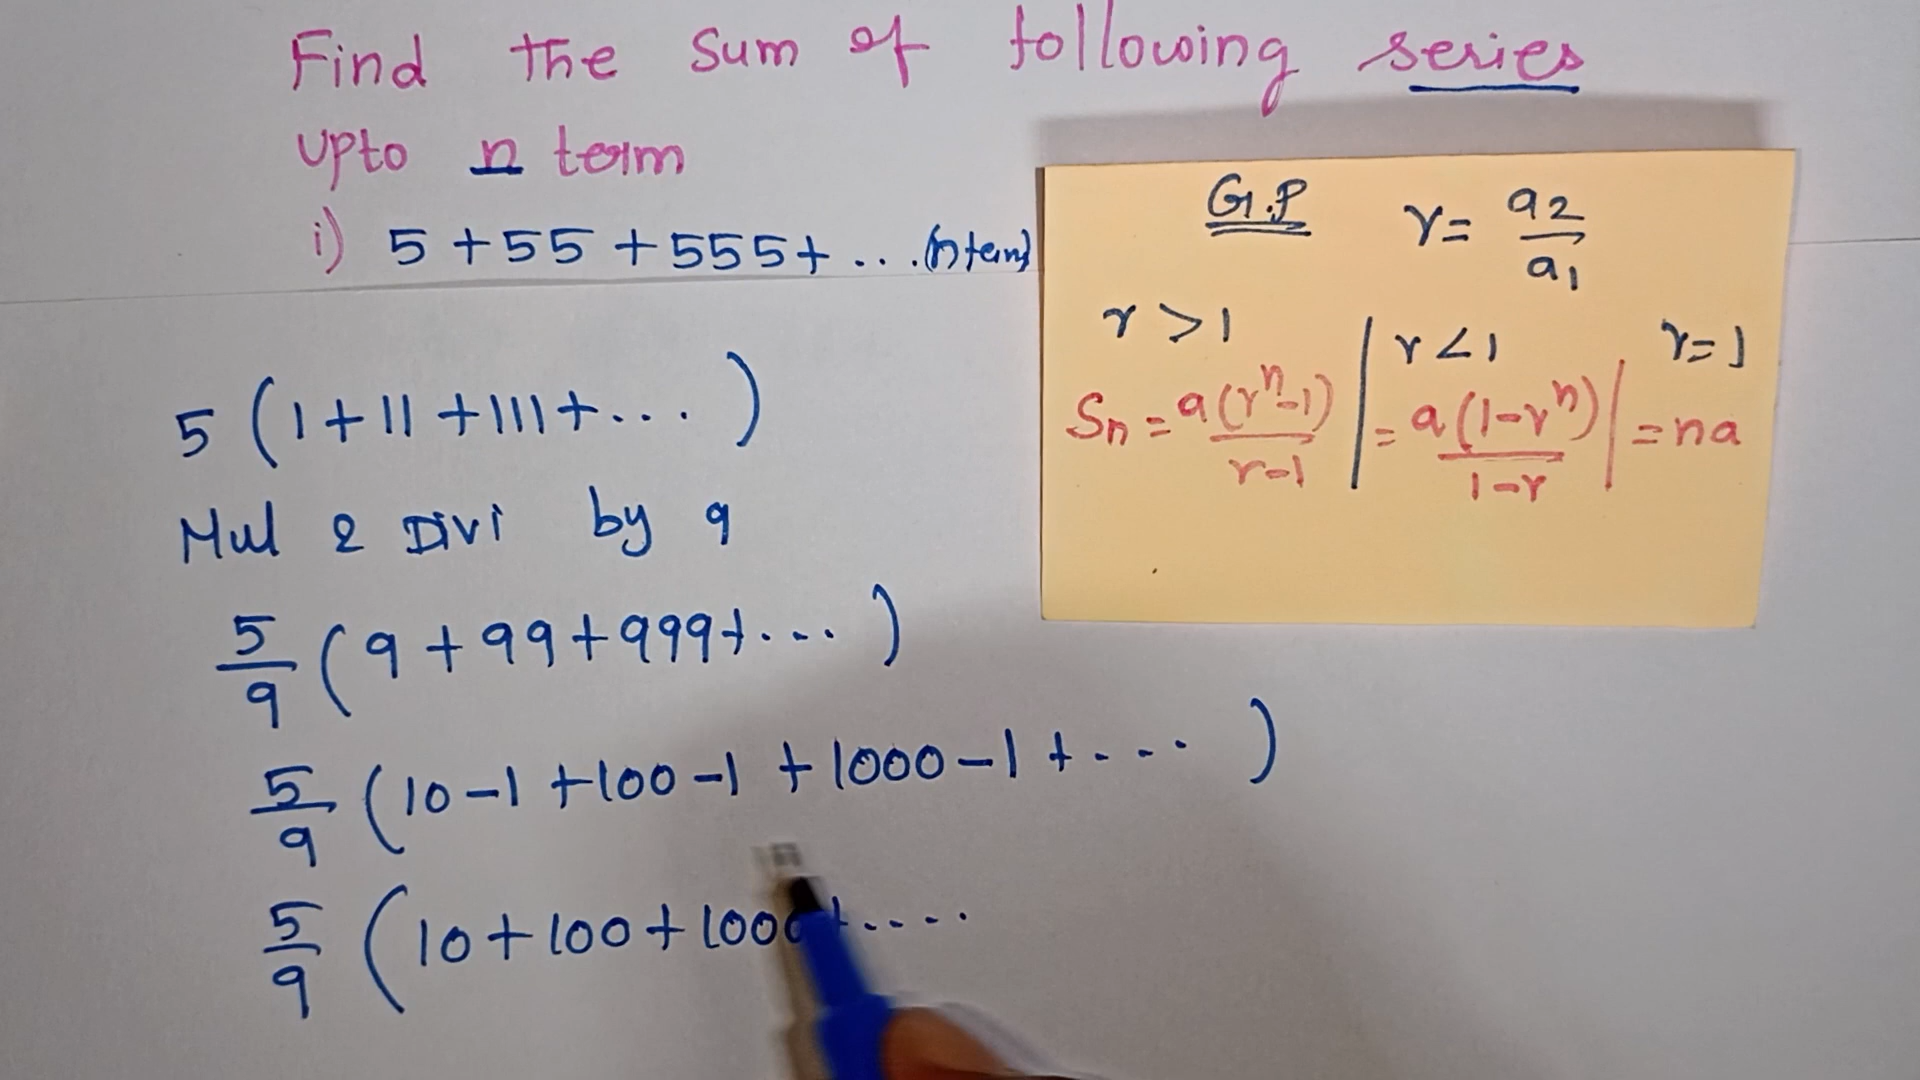 Find the sum of following series
upto n term
i) 5 + 55 + 555 + ... (n term)
5 (1 + 11 + 111 + ... )
Mul & Divi by 9
5/9 (9 + 99 + 999 + ... )
5/9 (10 - 1 + 100 - 1 + 1000 - 1 + ... )
5/9 (10 + 100 + 1000 + ....
G.P r = a₂/a₁
r > 1 | r < 1 r = 1
Sₙ = a(rⁿ-1)/r-1 | = a(1-rⁿ)/1-r | = na